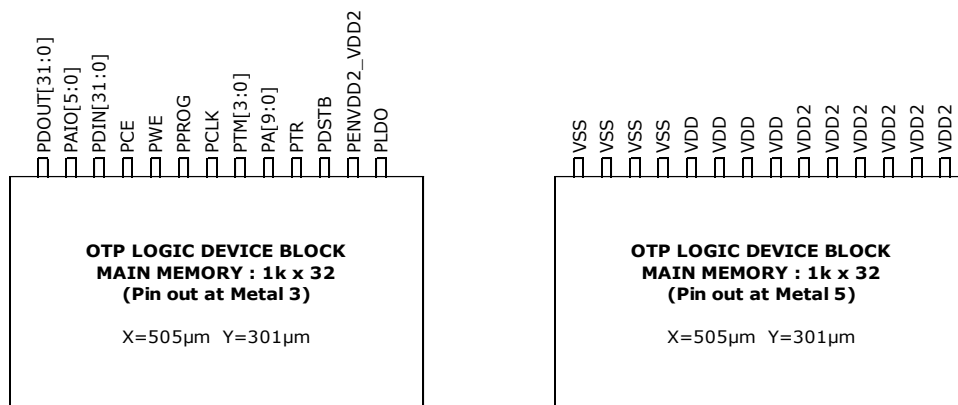 PDOUT[31:0]
PAIO[5:0]
PDIN[31:0]
PCE
PWE
PPROG
PCLK
PTM[3:0]
PA[9:0]
PTR
PDSTB
PENVDD2_VDD2
PLDO
OTP LOGIC DEVICE BLOCK
MAIN MEMORY : 1k x 32
(Pin out at Metal 3)
X=505µm Y=301µm
VSS
VSS
VSS
VSS
VDD
VDD
VDD
VDD
VDD2
VDD2
VDD2
VDD2
VDD2
VDD2
OTP LOGIC DEVICE BLOCK
MAIN MEMORY : 1k x 32
(Pin out at Metal 5)
X=505µm Y=301µm